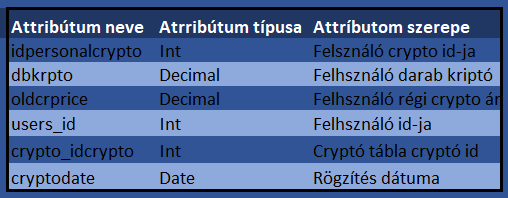 Attribútum neve Atrribútum típusa Attríbutom szerepe
idpersonalcrypto Int Felsználó crypto id-ja
dbkrpto Decimal Felhsználó darab kriptó
oldcrprice Decimal Felhsználó régi crypto ár
users_id Int Felhsználó id-ja
crypto_idcrypto Int Cryptó tábla cryptó id
cryptodate Date Rögzítés dátuma